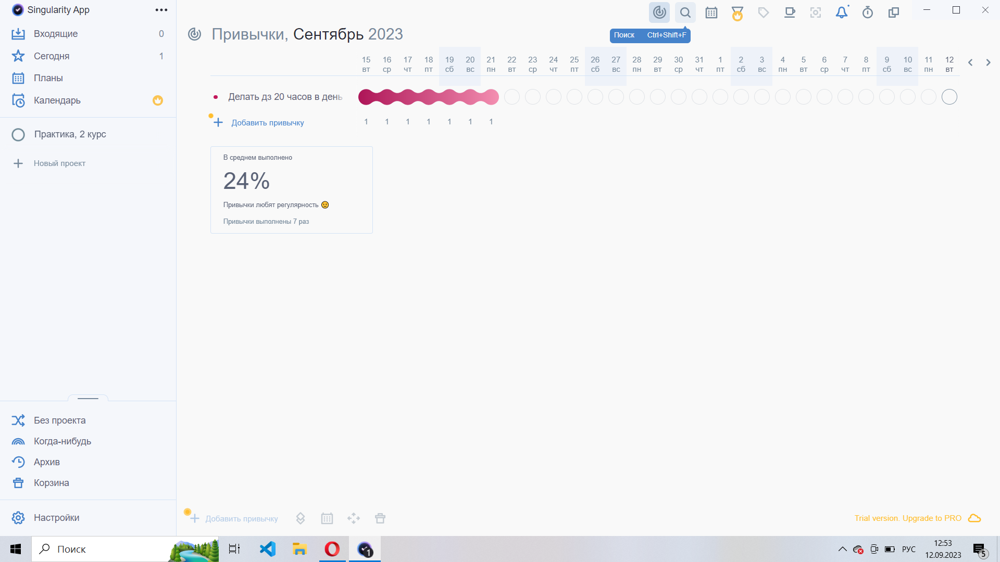 Singularity App
Входящие 0
Сегодня 1
Планы
Календарь
Практика, 2 курс
Новый проект
Без проекта
Когда-нибудь
Архив
Корзина
Настройки
Привычки, Сентябрь 2023
Поиск Ctrl+Shift+F
15 16 17 18 19 20 21 22 23 24 25 26 27 28 29 30 31 1 2 3 4 5 6 7 8 9 10 11 12
вт ср чт пт сб вс пн вт ср чт пт сб вс пн вт ср чт пт сб вс пн вт ср чт пт сб вс пн вт
Делать дз 20 часов в день
Добавить привычку 1 1 1 1 1 1 1
В среднем выполнено
24%
Привычки любят регулярность
Привычки выполнены 7 раз
Добавить привычку
Trial version. Upgrade to PRO
Поиск
1
РУС
12:53
12.09.2023
5